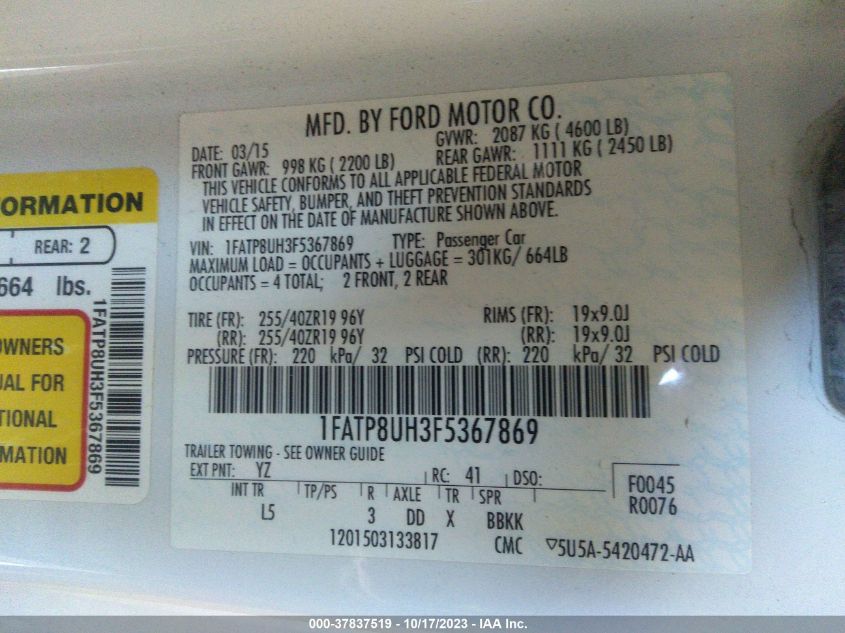 MFD. BY FORD MOTOR CO.
DATE: 03/15 GVWR: 2087 KG ( 4600 LB)
FRONT GAWR: 998 KG ( 2200 LB) REAR GAWR: 1111 KG ( 2450 LB)
THIS VEHICLE CONFORMS TO ALL APPLICABLE FEDERAL MOTOR
VEHICLE SAFETY, BUMPER, AND THEFT PREVENTION STANDARDS
IN EFFECT ON THE DATE OF MANUFACTURE SHOWN ABOVE.
VIN: 1FATP8UH3F5367869 TYPE: Passenger Car
MAXIMUM LOAD = OCCUPANTS + LUGGAGE = 301KG/ 664LB
OCCUPANTS = 4 TOTAL; 2 FRONT, 2 REAR
TIRE (FR): 255/40ZR19 96Y RIMS (FR): 19x9.0J
(RR): 255/40ZR19 96Y (RR): 19x9.0J
PRESSURE (FR): 220 kPa/ 32 PSI COLD (RR): 220 kPa/ 32 PSI COLD
1FATP8UH3F5367869
TRAILER TOWING - SEE OWNER GUIDE
EXT PNT: YZ RC: 41 DSO:
INT TR TP/PS R AXLE TR SPR
L5 3 DD X BBKK
F0045
R0076
1201503133817 CMC ▽5U5A-5420472-AA
ORMATION
REAR: 2
664 lbs.
1FATP8UH3F5367869
OWNERS
UAL FOR
TIONAL
MATION
000-37837519 - 10/17/2023 - IAA Inc.